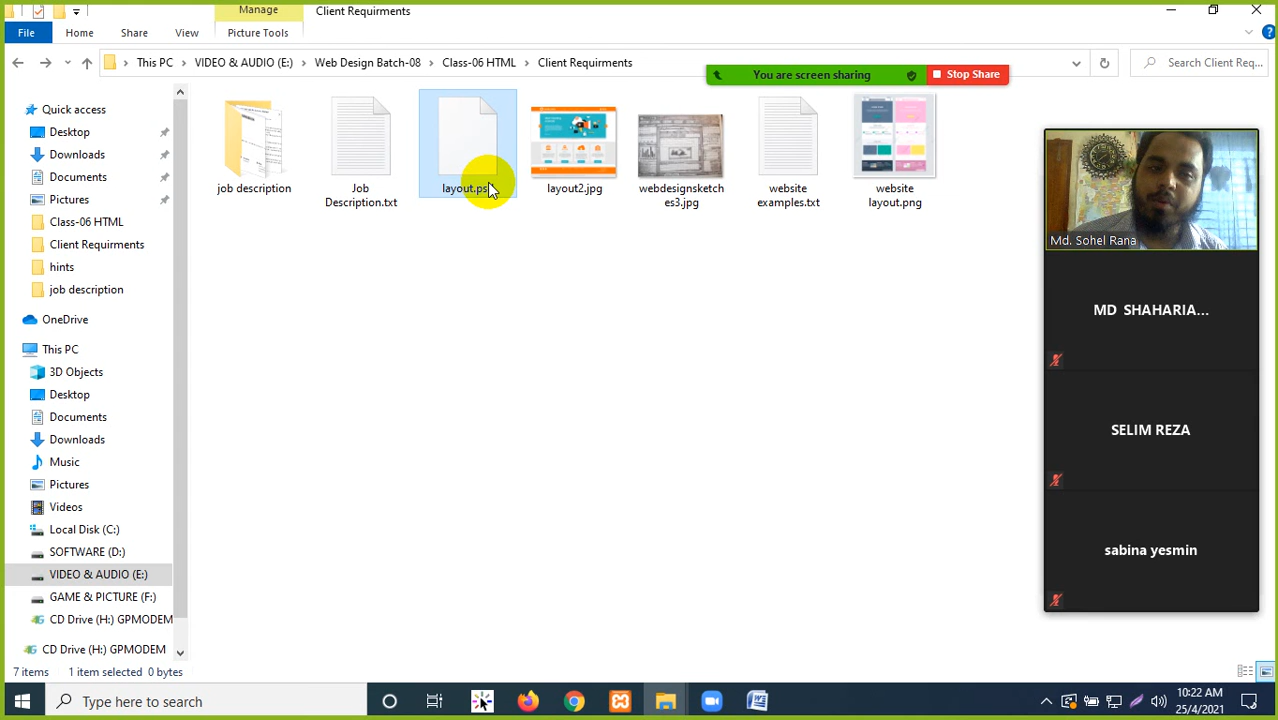 Manage
Client Requirments
File
Home
Share
View
Picture Tools
This PC
VIDEO & AUDIO (E:)
Web Design Batch-08
Class-06 HTML
Client Requirments
Search Client Req...
You are screen sharing
Stop Share
Quick access
Desktop
Downloads
Documents
Pictures
Class-06 HTML
Client Requirments
hints
job description
OneDrive
This PC
3D Objects
Desktop
Documents
Downloads
Music
Pictures
Videos
Local Disk (C:)
SOFTWARE (D:)
VIDEO & AUDIO (E:)
GAME & PICTURE (F:)
CD Drive (H:) GPMODEM
CD Drive (H:) GPMODEM
job description
Job
Description.txt
layout.ps
layout2.jpg
webdesignsketch
es3.jpg
website
examples.txt
website
layout.png
Md. Sohel Rana
MD SHAHARIA...
SELIM REZA
sabina yesmin
7 items
1 item selected 0 bytes
Type here to search
10:22 AM
25/4/2021